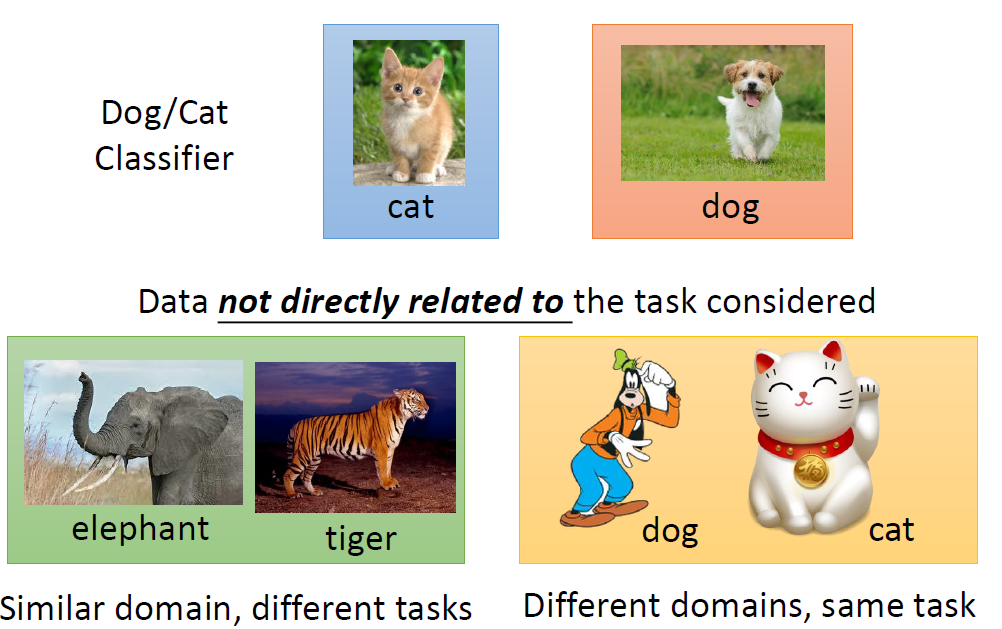 Dog/Cat
Classifier
cat
dog
Data not directly related to the task considered
elephant
tiger
dog
cat
福
Similar domain, different tasks
Different domains, same task